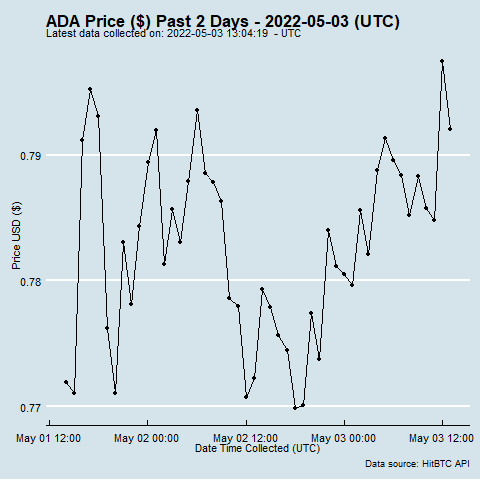 ADA Price ($) Past 2 Days - 2022-05-03 (UTC)
Latest data collected on: 2022-05-03 13:04:19 - UTC
0.79
0.78
0.77
Price USD ($)
May 01 12:00 May 02 00:00 May 02 12:00 May 03 00:00 May 03 12:00
Date Time Collected (UTC)
Data source: HitBTC API